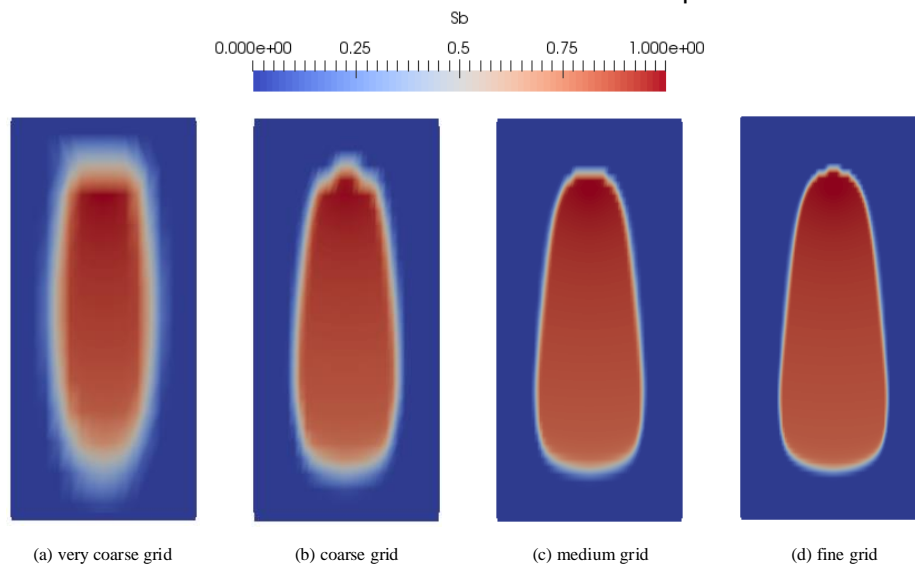 Sb
0.000e+00 0.25 0.5 0.75 1.000e+00
(a) very coarse grid (b) coarse grid (c) medium grid (d) fine grid